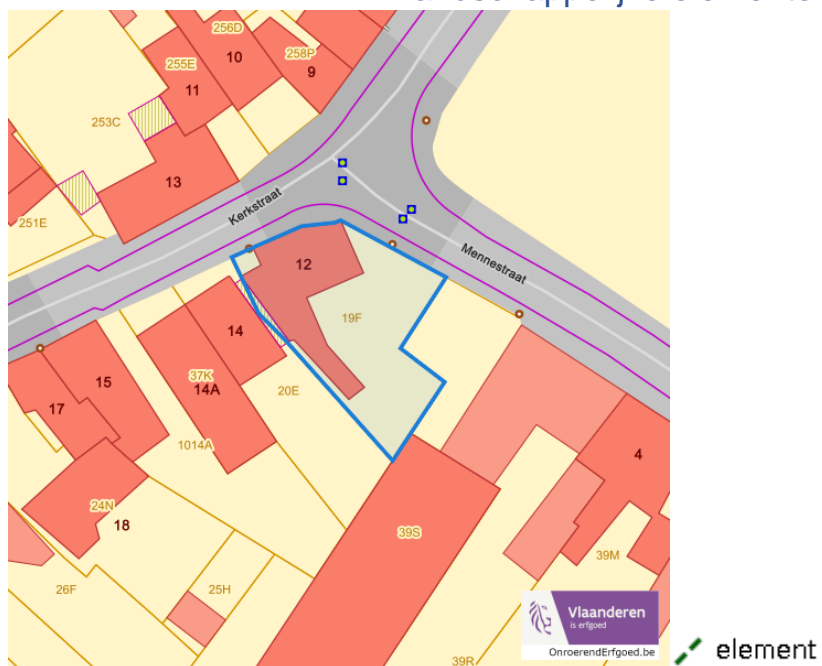 256D
10
258P
9
255E
11
253C
13
251E
Kerkstraat
12
Mennestraat
19F
14
37K
14A
15
17
20E
1014A
4
24N
18
39S
39M
26F
25H
39R
Vlaanderen
is erfgoed
OnroerendErfgoed.be
element